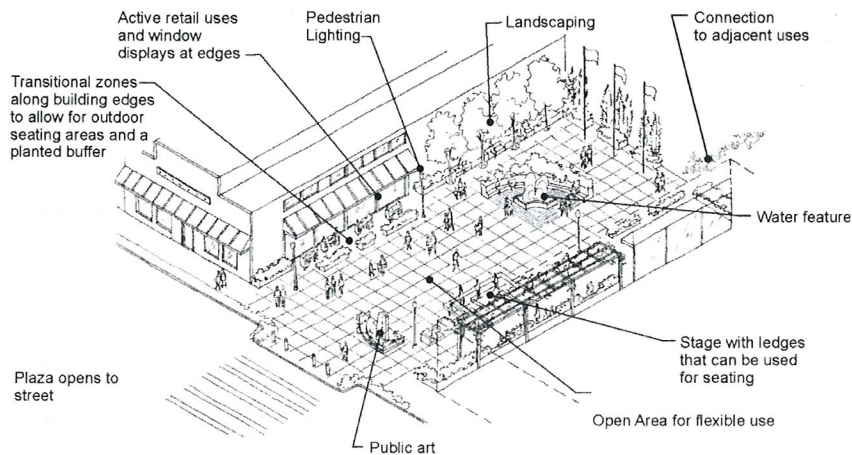 Active retail uses
and window
displays at edges
Pedestrian
Lighting
Landscaping
Connection
to adjacent uses
Transitional zones
along building edges
to allow for outdoor
seating areas and a
planted buffer
Water feature
Stage with ledges
that can be used
for seating
Plaza opens to
street
Open Area for flexible use
Public art